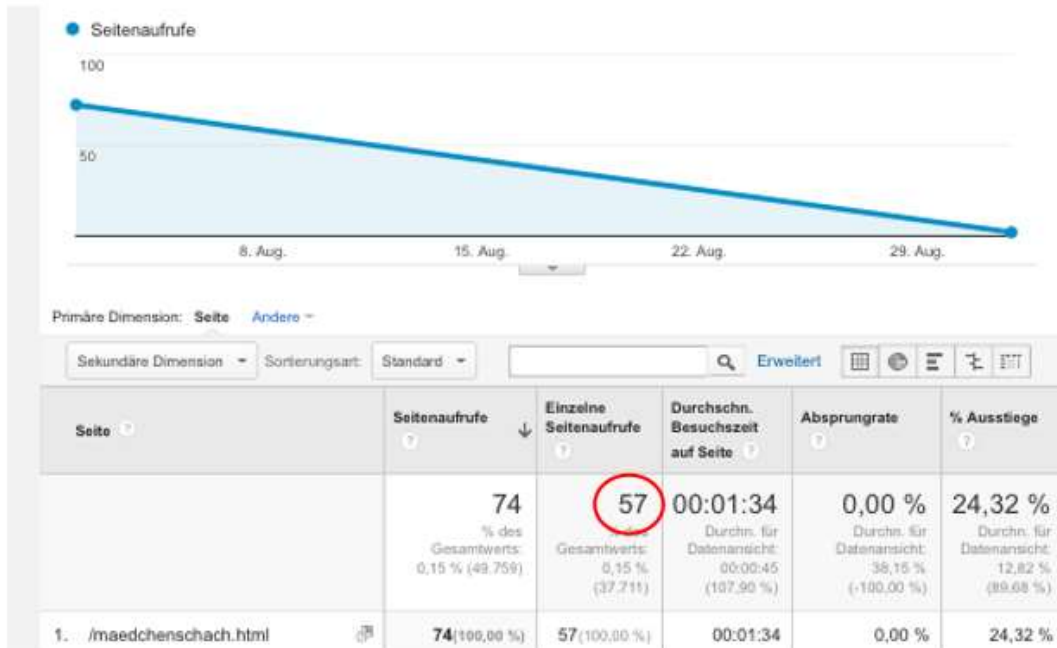 Seitenaufrufe
100
50
8. Aug. 15. Aug. 22. Aug. 29. Aug.
Primäre Dimension: Seite Andere
Sekundäre Dimension Sortierungsart: Standard Erweitert
Seite ? Seitenaufrufe ? Einzelne Seitenaufrufe ? Durchschn. Besuchszeit auf Seite ? Absprungrate ? % Ausstiege ?
74 57 00:01:34 0,00 % 24,32 %
% des Gesamtwerts: 0,15 % (49.759)
% des Gesamtwerts: 0,15 % (37.711)
Durchn. für Datenansicht: 00:00:45 (107,90 %)
Durchn. für Datenansicht: 38,15 % (-100,00 %)
Durchn. für Datenansicht: 12,82 % (89,68 %)
1. /maedchenschach.html 74(100,00 %) 57(100,00 %) 00:01:34 0,00 % 24,32 %